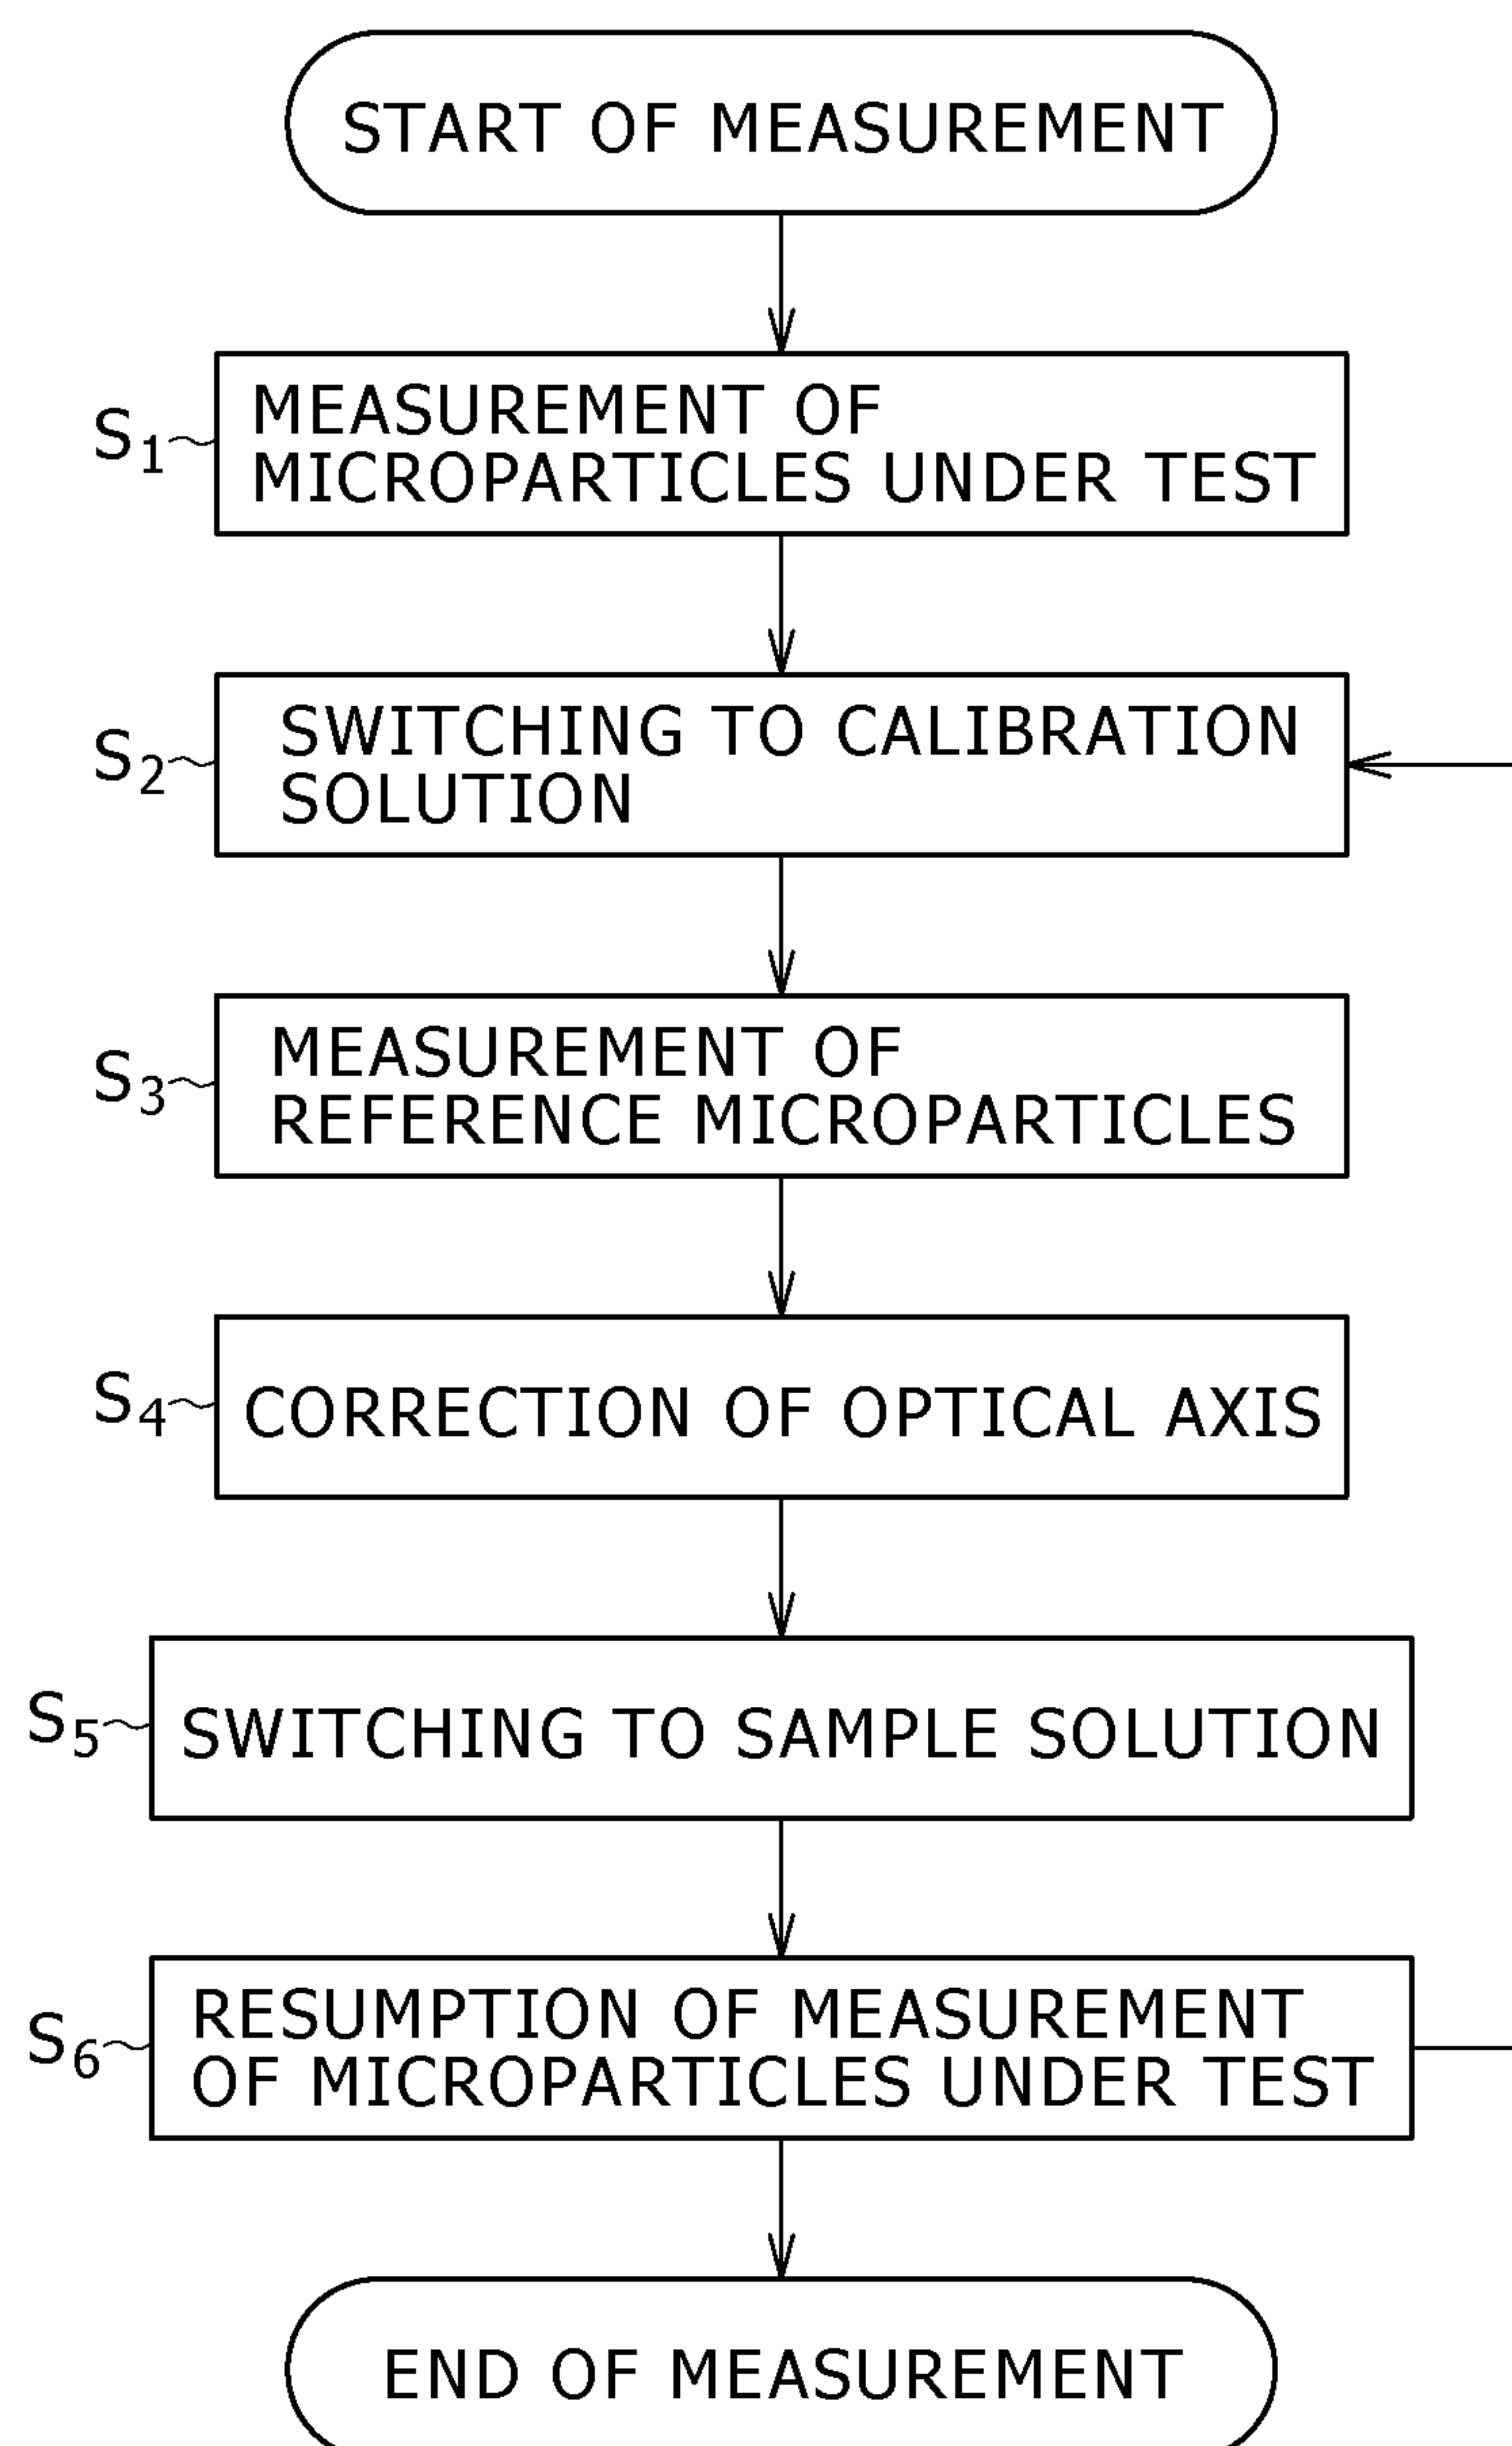 START OF MEASUREMENT
S1
MEASUREMENT OF
MICROPARTICLES UNDER TEST
S2
SWITCHING TO CALIBRATION
SOLUTION
S3
MEASUREMENT OF
REFERENCE MICROPARTICLES
S4
CORRECTION OF OPTICAL AXIS
S5
SWITCHING TO SAMPLE SOLUTION
S6
RESUMPTION OF MEASUREMENT
OF MICROPARTICLES UNDER TEST
END OF MEASUREMENT